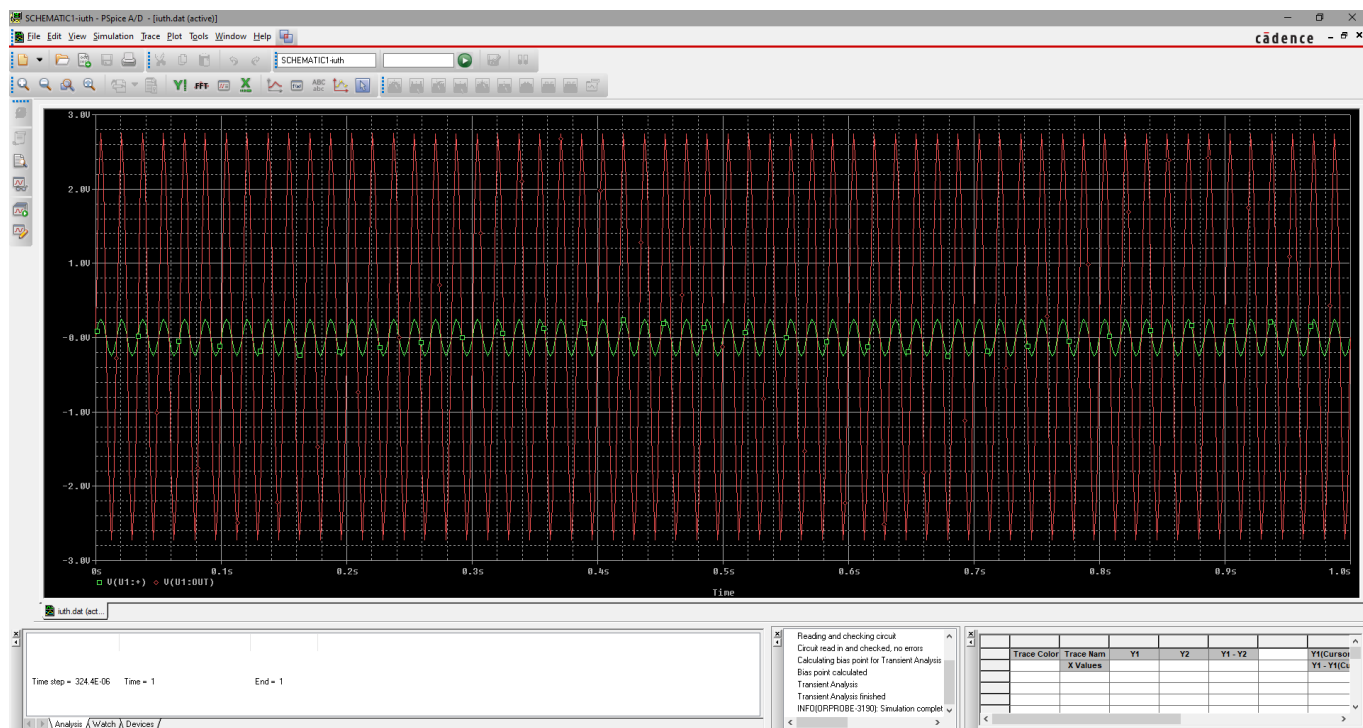 SCHEMATIC1-iuth - PSpice A/D - [iuth.dat (active)]
File Edit View Simulation Trace Plot Tools Window Help
cādence
SCHEMATIC1-iuth
FFT
ABC
abc
3.0V
2.0V
1.0V
-0.0V
-1.0V
-2.0V
-3.0V
0s 0.1s 0.2s 0.3s 0.4s 0.5s 0.6s 0.7s 0.8s 0.9s 1.0s
V(U1:+) V(U1:OUT)
Time
iuth.dat (act...
Time step = 324.4E-06 Time = 1 End = 1
Analysis Watch Devices
Reading and checking circuit
Circuit read in and checked, no errors
Calculating bias point for Transient Analysis
Bias point calculated
Transient Analysis
Transient Analysis finished
INFO(ORPROBE-3190): Simulation complet
Trace Color Trace Nam Y1 Y2 Y1 - Y2 Y1(Cursor
X Values Y1 - Y1(Cu